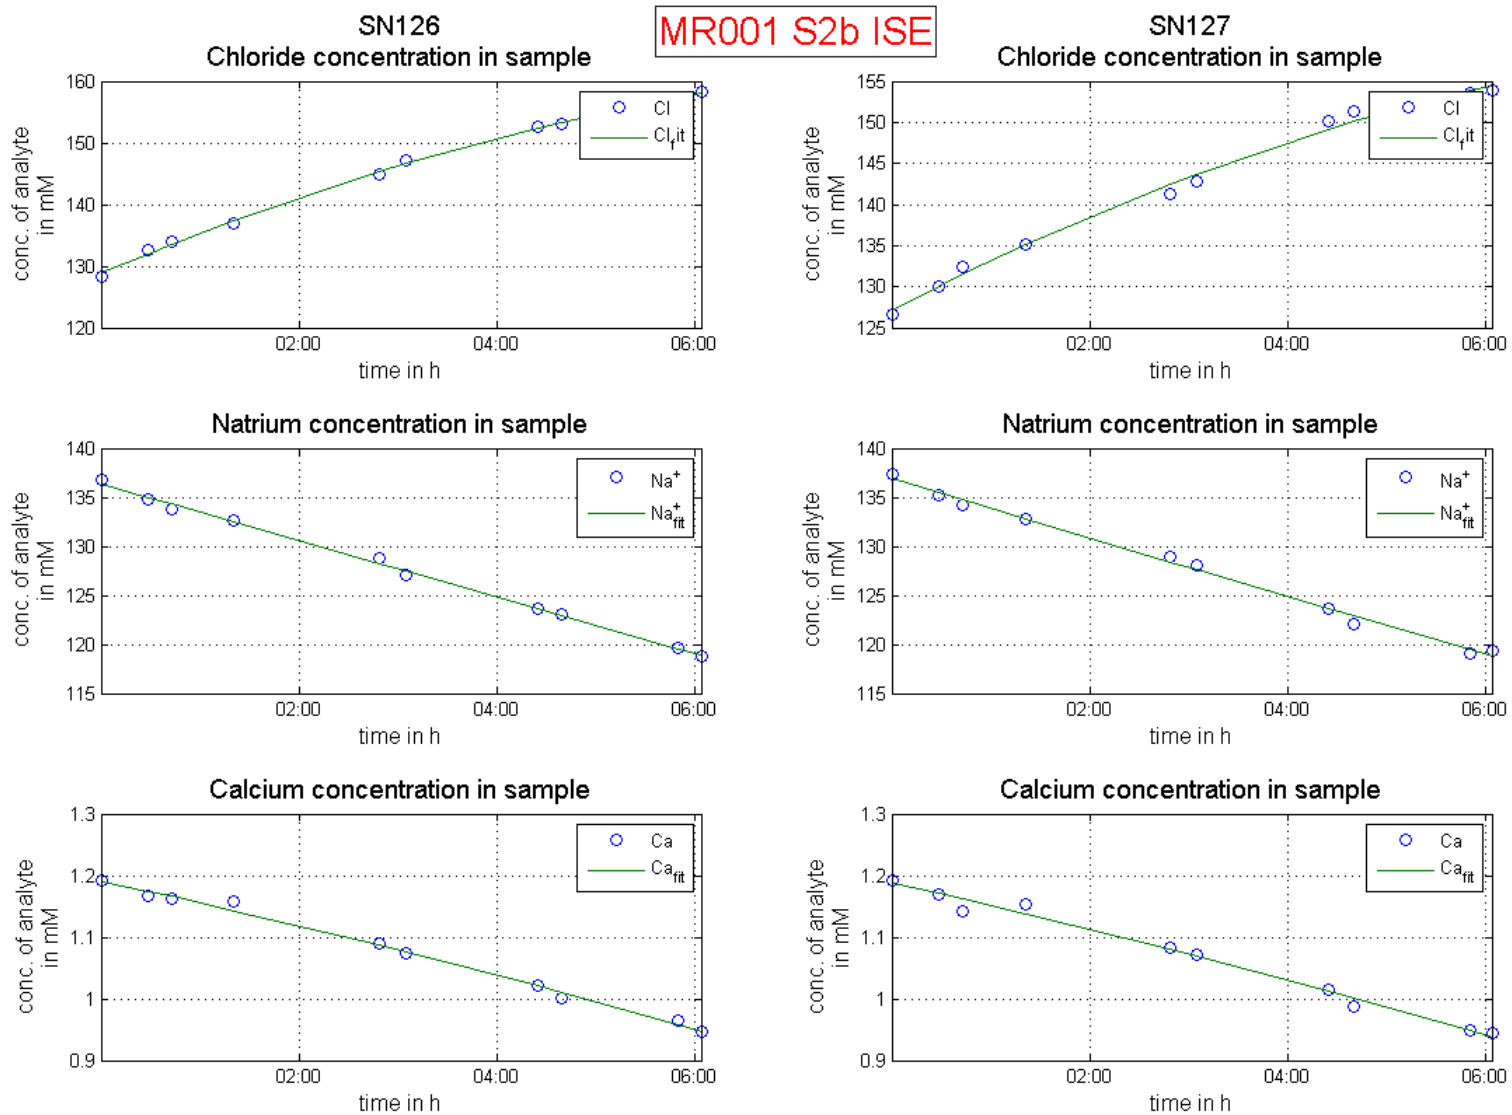 MR001 S2b ISE
SN126
Chloride concentration in sample
160
150
140
130
120
conc. of analyte
in mM
Cl
Cl_fit
02:00
04:00
06:00
time in h
SN127
Chloride concentration in sample
155
150
145
140
135
130
125
conc. of analyte
in mM
Cl
Cl_fit
02:00
04:00
06:00
time in h
Natrium concentration in sample
140
135
130
125
120
115
conc. of analyte
in mM
Na+
Na+fit
02:00
04:00
06:00
time in h
Natrium concentration in sample
140
135
130
125
120
115
conc. of analyte
in mM
Na+
Na+fit
02:00
04:00
06:00
time in h
Calcium concentration in sample
1.3
1.2
1.1
1
0.9
conc. of analyte
in mM
Ca
Cafit
02:00
04:00
06:00
time in h
Calcium concentration in sample
1.3
1.2
1.1
1
0.9
conc. of analyte
in mM
Ca
Cafit
02:00
04:00
06:00
time in h